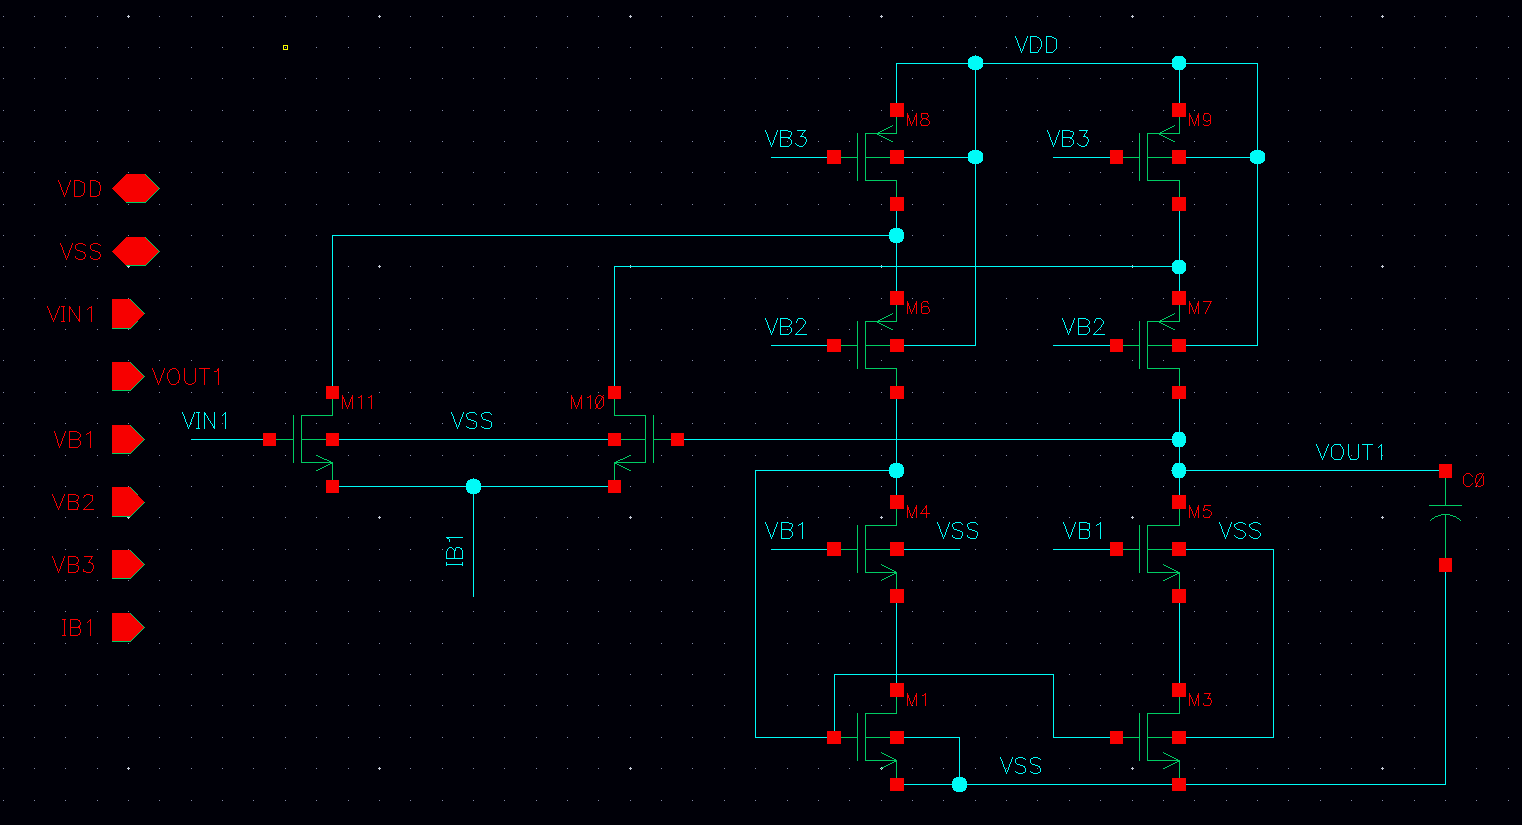 VDD
M8
M9
VB3
VB3
VDD
VSS
M6
M7
VIN1
VB2
VB2
VOUT1
M11
M10
VIN1
VSS
VB1
VOUT1
C0
VB2
M4
M5
VB1
VSS
VB1
VSS
IB1
VB3
IB1
M1
M3
VSS